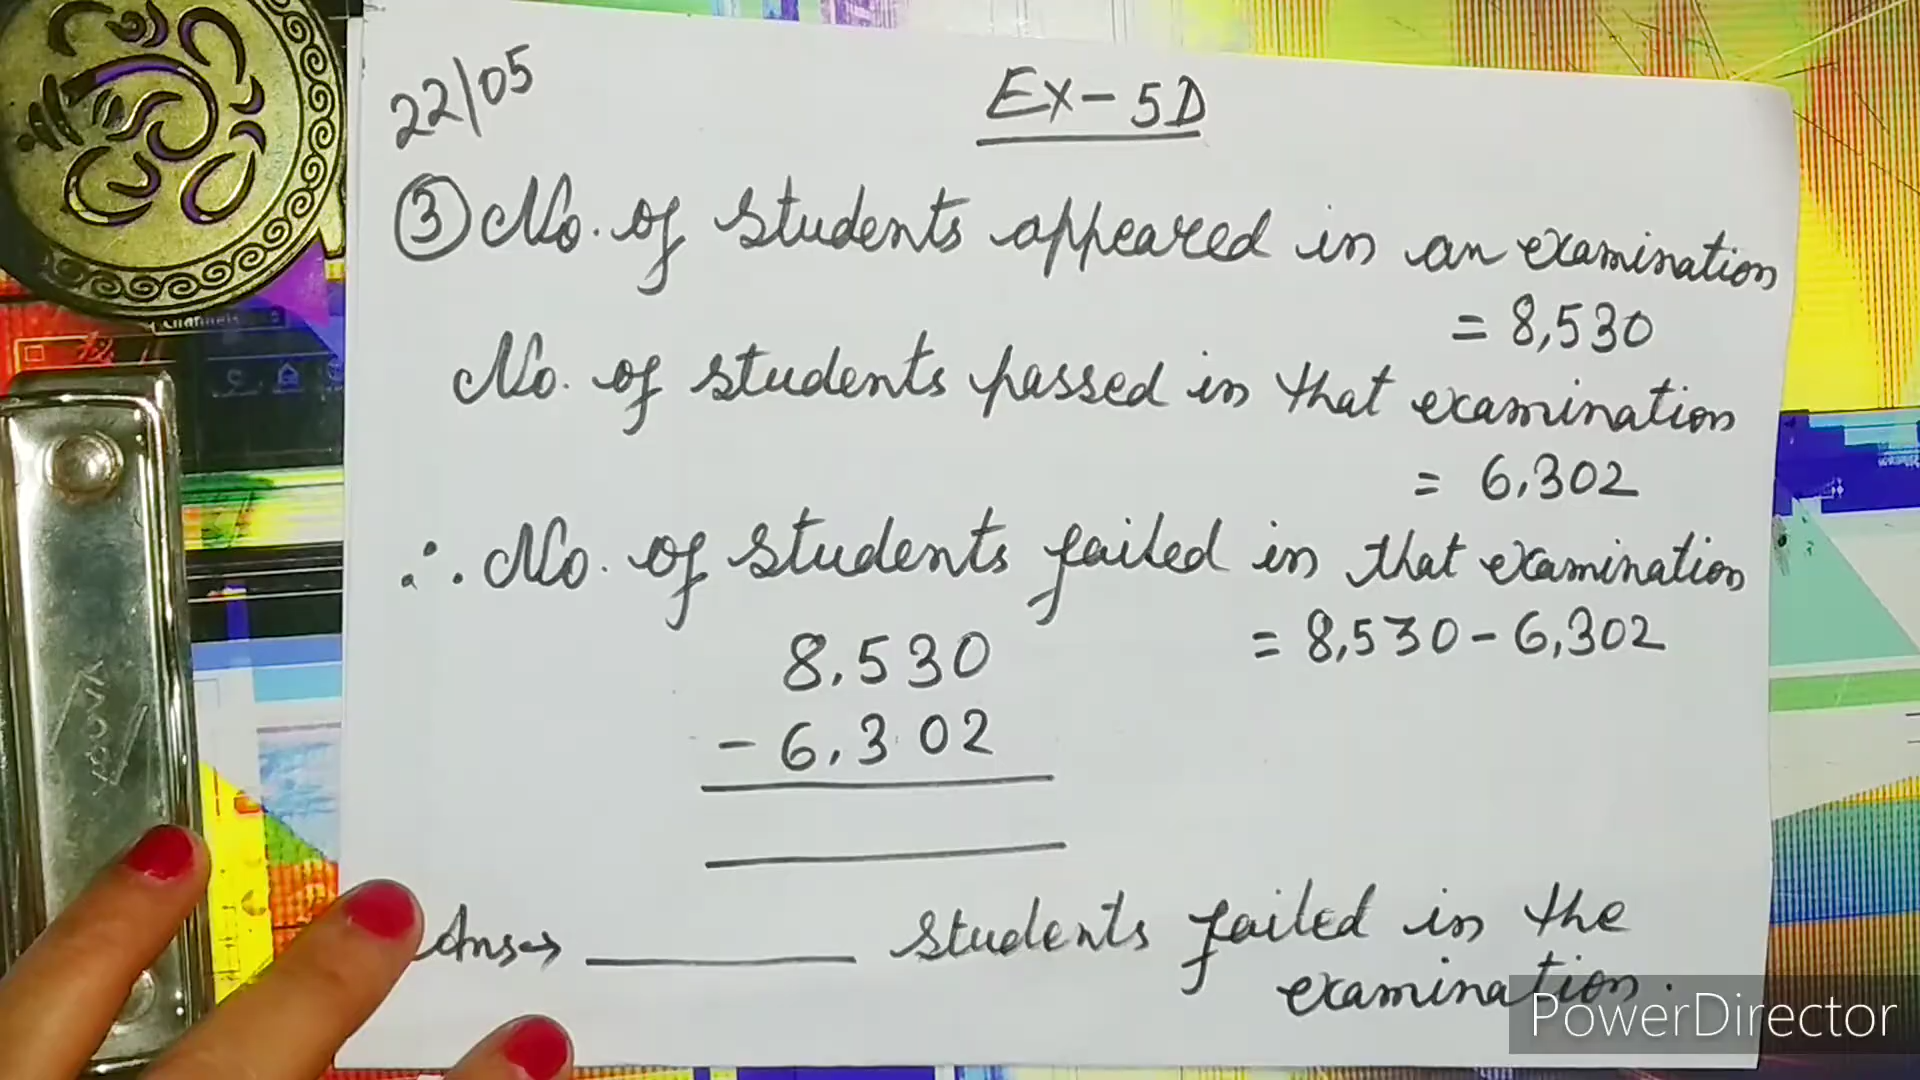 22/05
Ex-5D
③ No. of students appeared in an examination
= 8,530
No. of students passed in that examination
= 6,302
∴ No. of students failed in that examination
= 8,530 - 6,302
8,530
- 6,302
Ans→ ______ students failed in the
examination.
PowerDirector